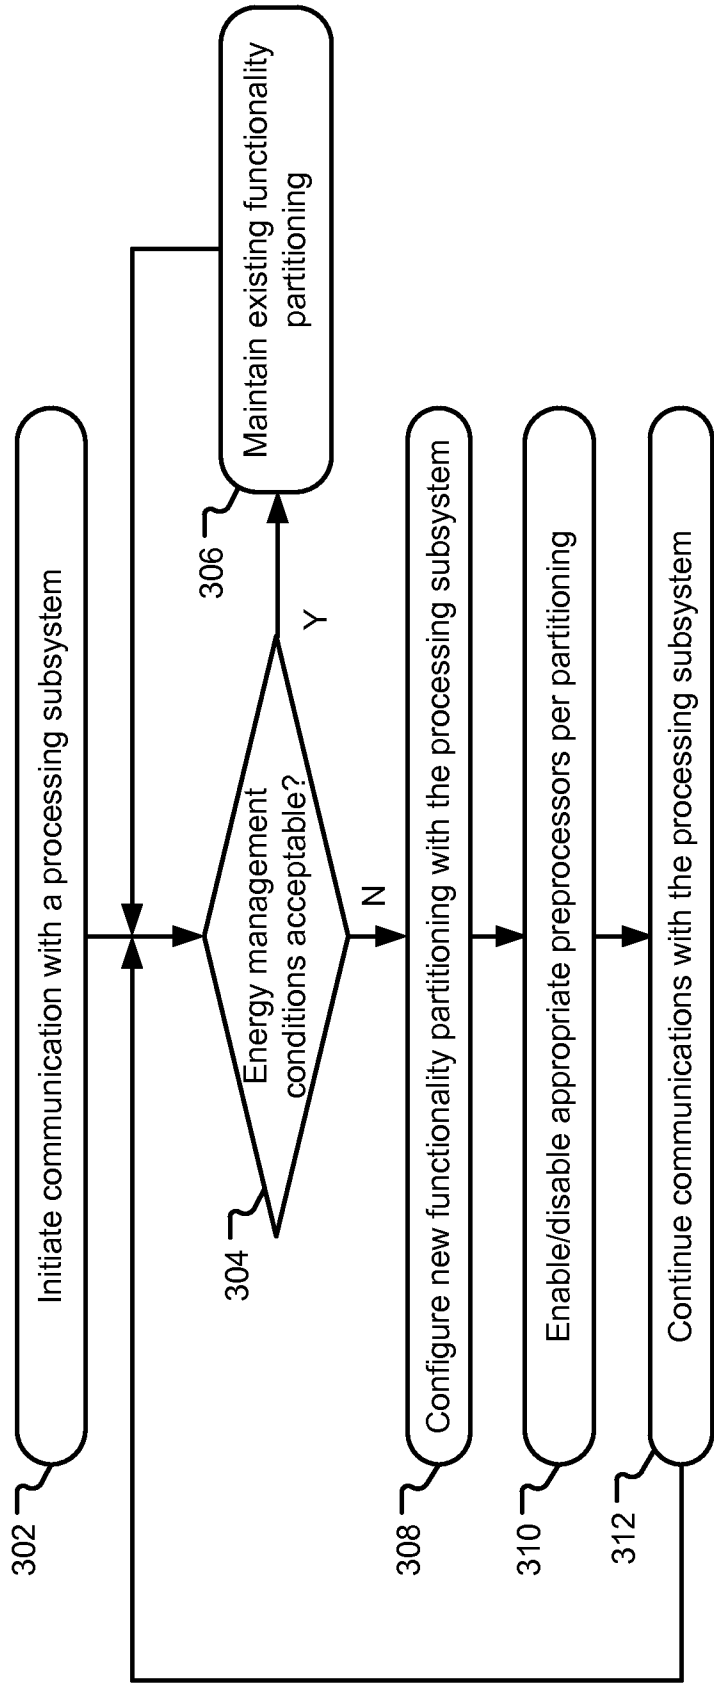 302
Initiate communication with a processing subsystem
304
Energy management
conditions acceptable?
Y
306
Maintain existing functionality
partitioning
N
308
Configure new functionality partitioning with the processing subsystem
310
Enable/disable appropriate preprocessors per partitioning
312
Continue communications with the processing subsystem